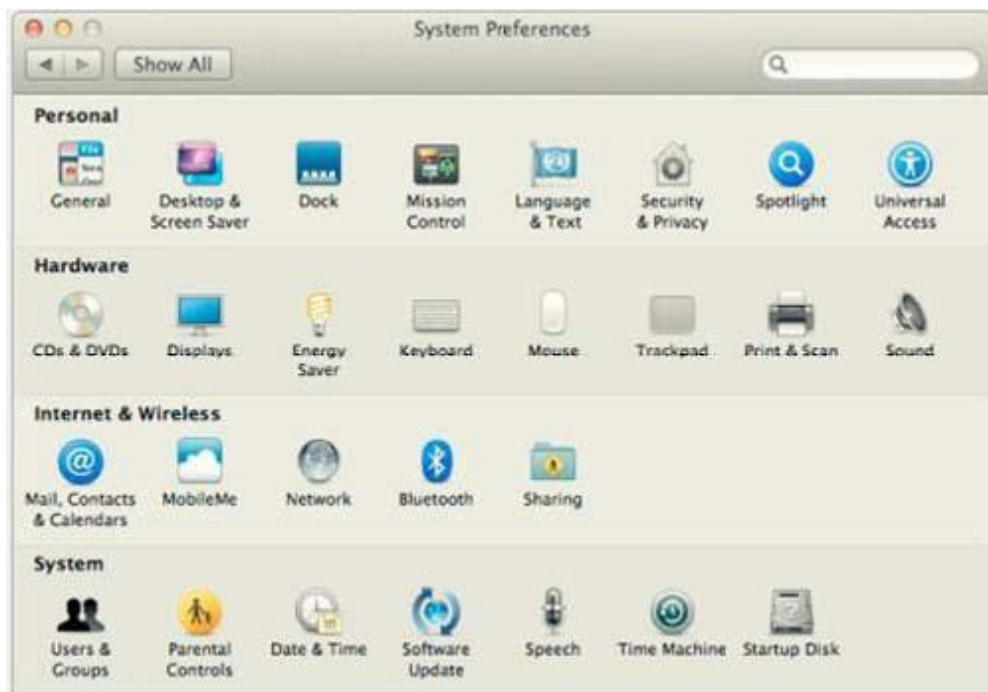 System Preferences
Show All
Personal
General
Desktop & Screen Saver
Dock
Mission Control
Language & Text
Security & Privacy
Spotlight
Universal Access
Hardware
CDs & DVDs
Displays
Energy Saver
Keyboard
Mouse
Trackpad
Print & Scan
Sound
Internet & Wireless
Mail, Contacts & Calendars
MobileMe
Network
Bluetooth
Sharing
System
Users & Groups
Parental Controls
Date & Time
Software Update
Speech
Time Machine
Startup Disk